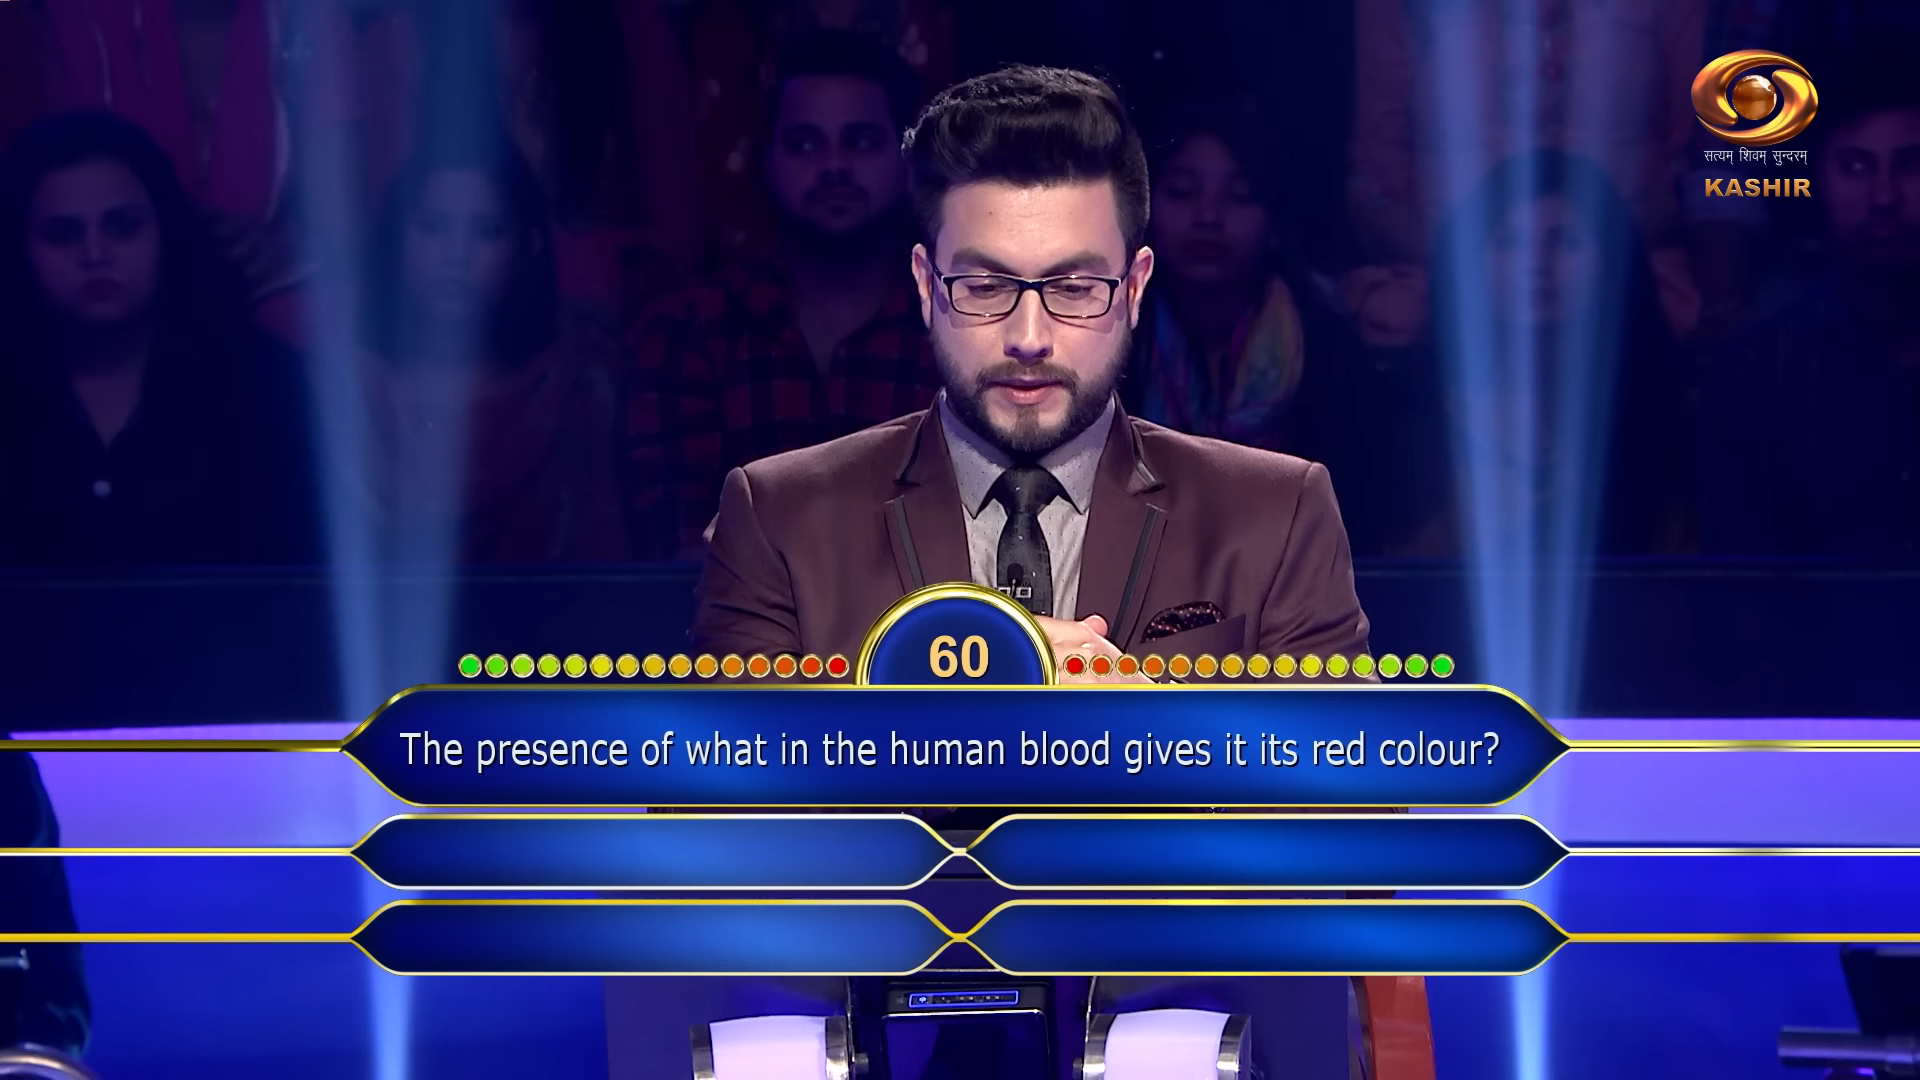 सत्यम् शिवम् सुन्दरम्
KASHIR
60
The presence of what in the human blood gives it its red colour?